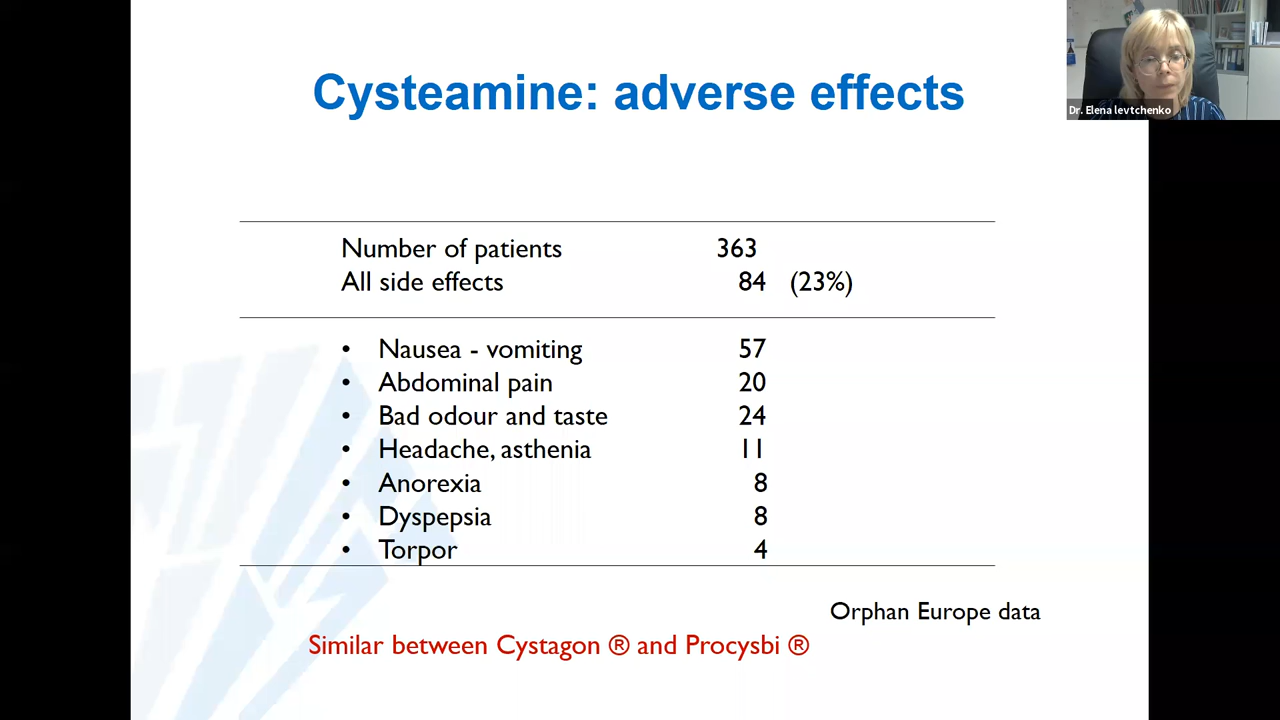 Cysteamine: adverse effects
Dr. Elena levtchenko
Number of patients 363
All side effects 84 (23%)
• Nausea - vomiting 57
• Abdominal pain 20
• Bad odour and taste 24
• Headache, asthenia 11
• Anorexia 8
• Dyspepsia 8
• Torpor 4
Orphan Europe data
Similar between Cystagon ® and Procysbi ®